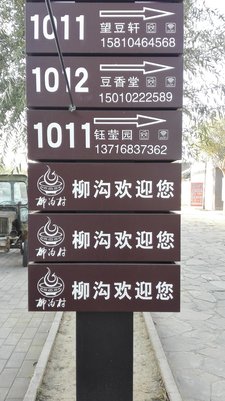 1011 望豆轩
15810464568
1012 豆香堂
15010222589
1011 钰莹园
13716837362
柳沟欢迎您
柳沟村
柳沟欢迎您
柳沟村
柳沟欢迎您
柳沟村